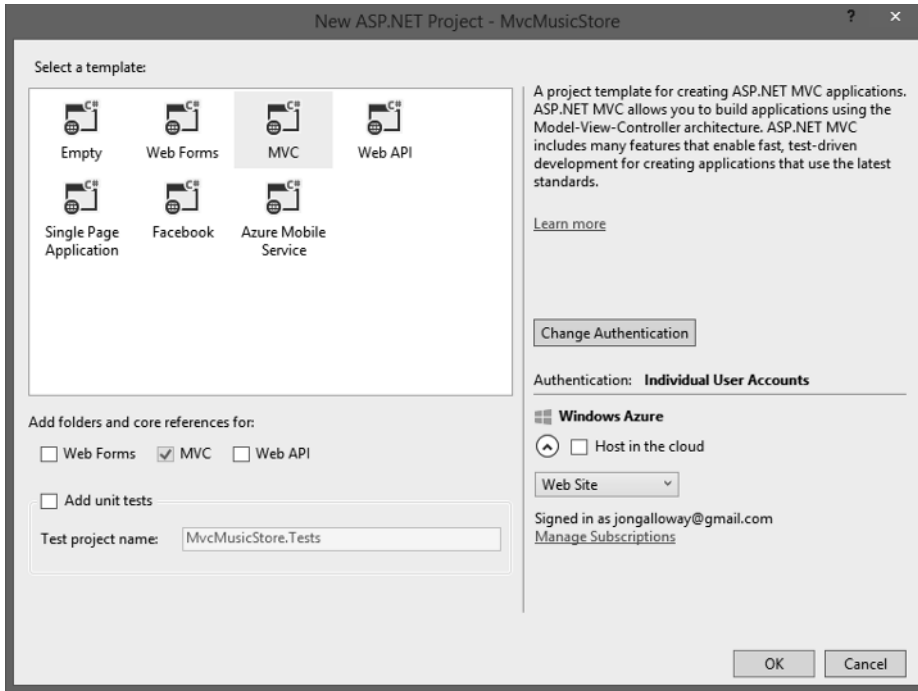 New ASP.NET Project - MvcMusicStore
?
×
Select a template:
C#
C#
C#
C#
Empty
Web Forms
MVC
Web API
C#
C#
C#
Single Page
Application
Facebook
Azure Mobile
Service
Add folders and core references for:
Web Forms
MVC
Web API
Add unit tests
Test project name:
MvcMusicStore.Tests
A project template for creating ASP.NET MVC applications.
ASP.NET MVC allows you to build applications using the
Model-View-Controller architecture. ASP.NET MVC
includes many features that enable fast, test-driven
development for creating applications that use the latest
standards.
Learn more
Change Authentication
Authentication: Individual User Accounts
Windows Azure
Host in the cloud
Web Site
Signed in as jongalloway@gmail.com
Manage Subscriptions
OK
Cancel